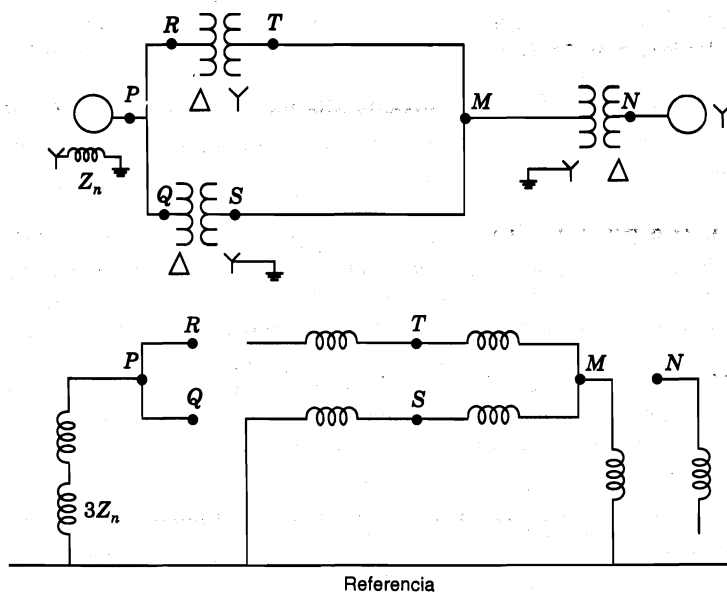 R T
P M N
Z_n
Q S
R T
P M N
Q S
3Z_n
Referencia